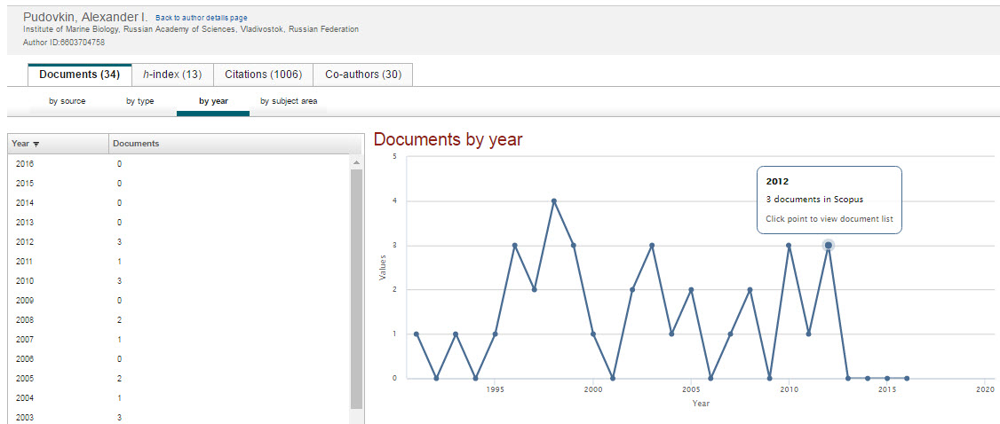 Pudovkin, Alexander I. Back to author details page
Institute of Marine Biology, Russian Academy of Sciences, Vladivostok, Russian Federation
Author ID:6603704758
Documents (34) h-index (13) Citations (1006) Co-authors (30)
by source by type by year by subject area
Year Documents
2016 0
2015 0
2014 0
2013 0
2012 3
2011 1
2010 3
2009 0
2008 2
2007 1
2006 0
2005 2
2004 1
2003 3
Documents by year
5
4
3
2
1
0
Values
2012
3 documents in Scopus
Click point to view document list
1995 2000 2005 2010 2015 2020
Year